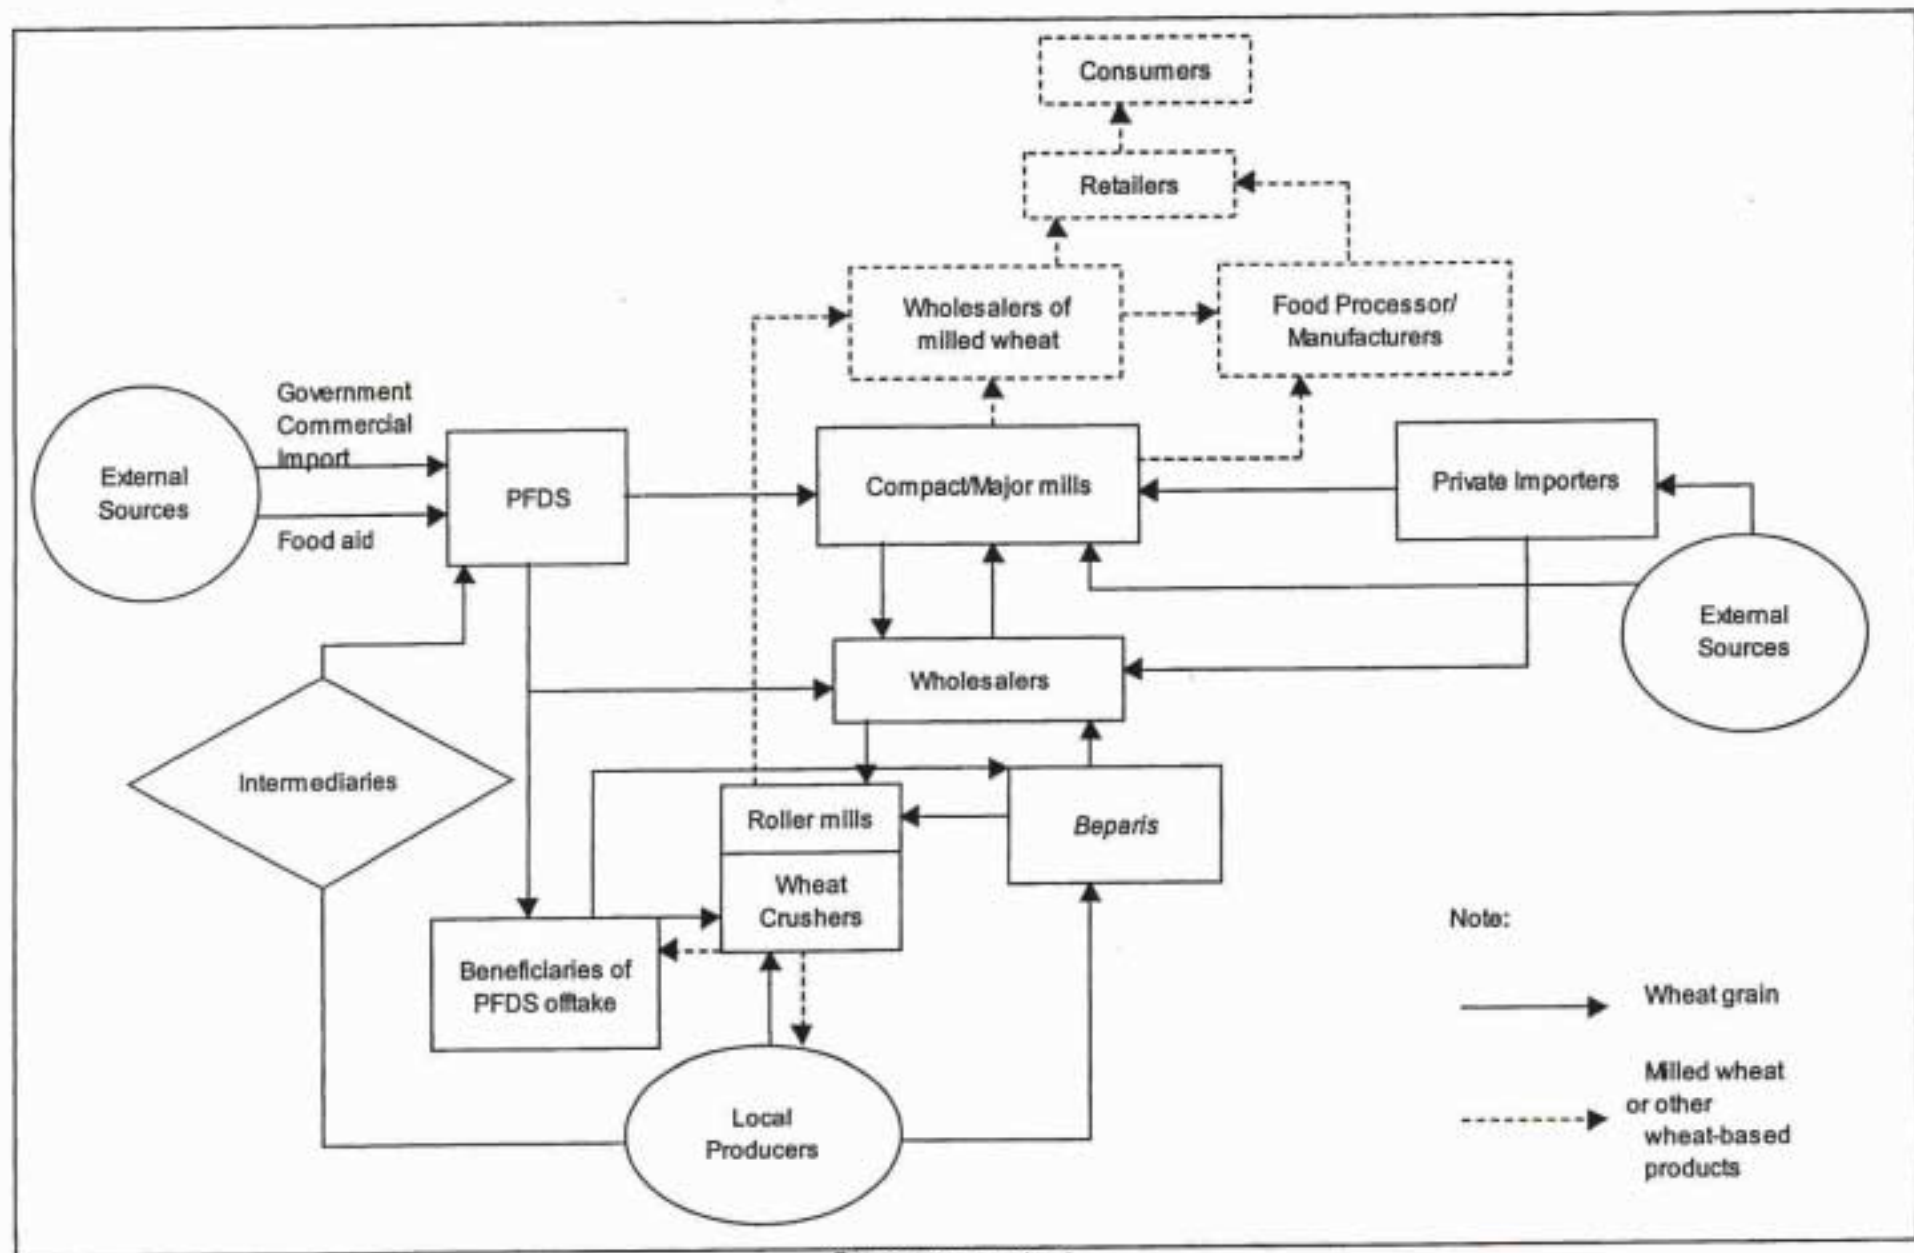 Consumers
Retailers
Wholesalers of
milled wheat
Food Processor/
Manufacturers
Government
Commercial
Import
External
Sources
PFDS
Compact/Major mills
Private Importers
Food aid
External
Sources
Wholesalers
Intermediaries
Roller mills
Beparis
Wheat
Crushers
Note:
Beneficiaries of
PFDS offtake
Wheat grain
Milled wheat
or other
wheat-based
products
Local
Producers